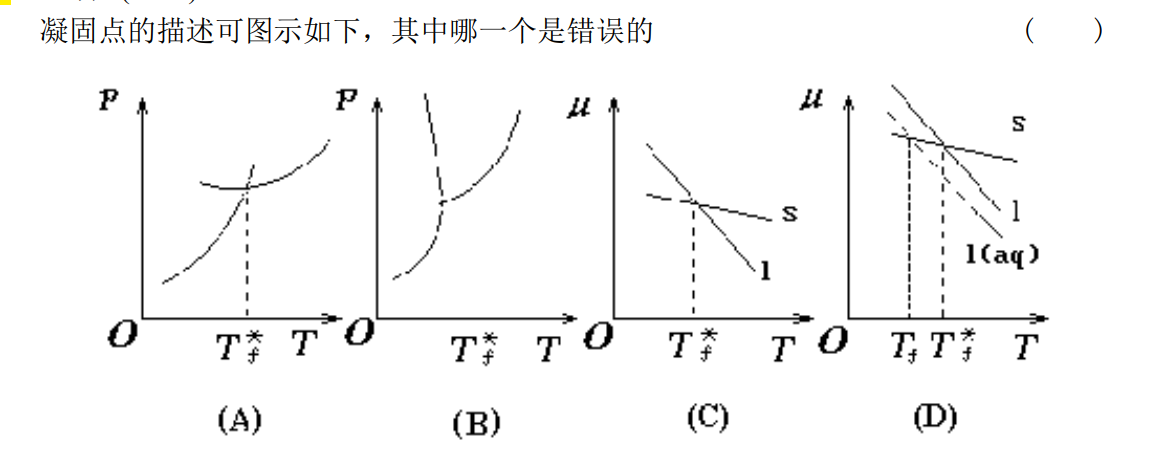 凝固点的描述可图示如下，其中哪一个是错误的 （ ）
P P μ μ
s
s
l l
l(aq)
O T*f T O T*f T O T*f T O Tf T*f T
(A) (B) (C) (D)